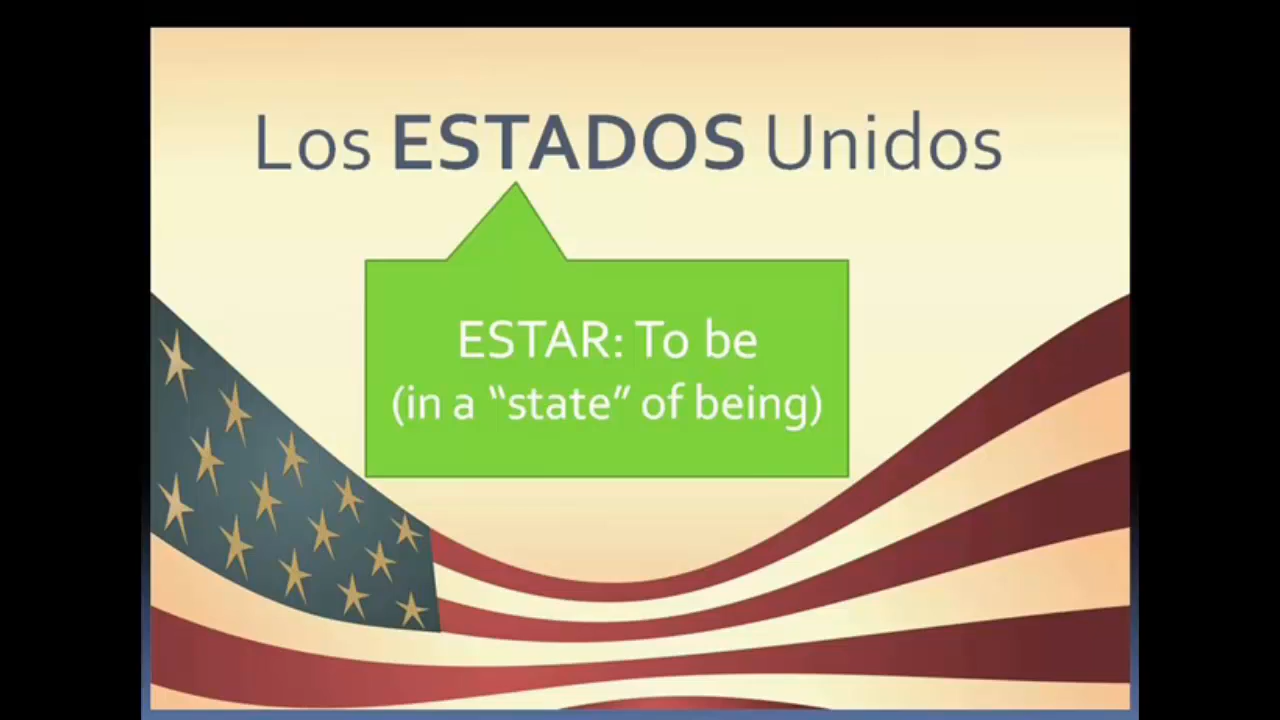 Los ESTADOS Unidos
ESTAR: To be
(in a “state” of being)